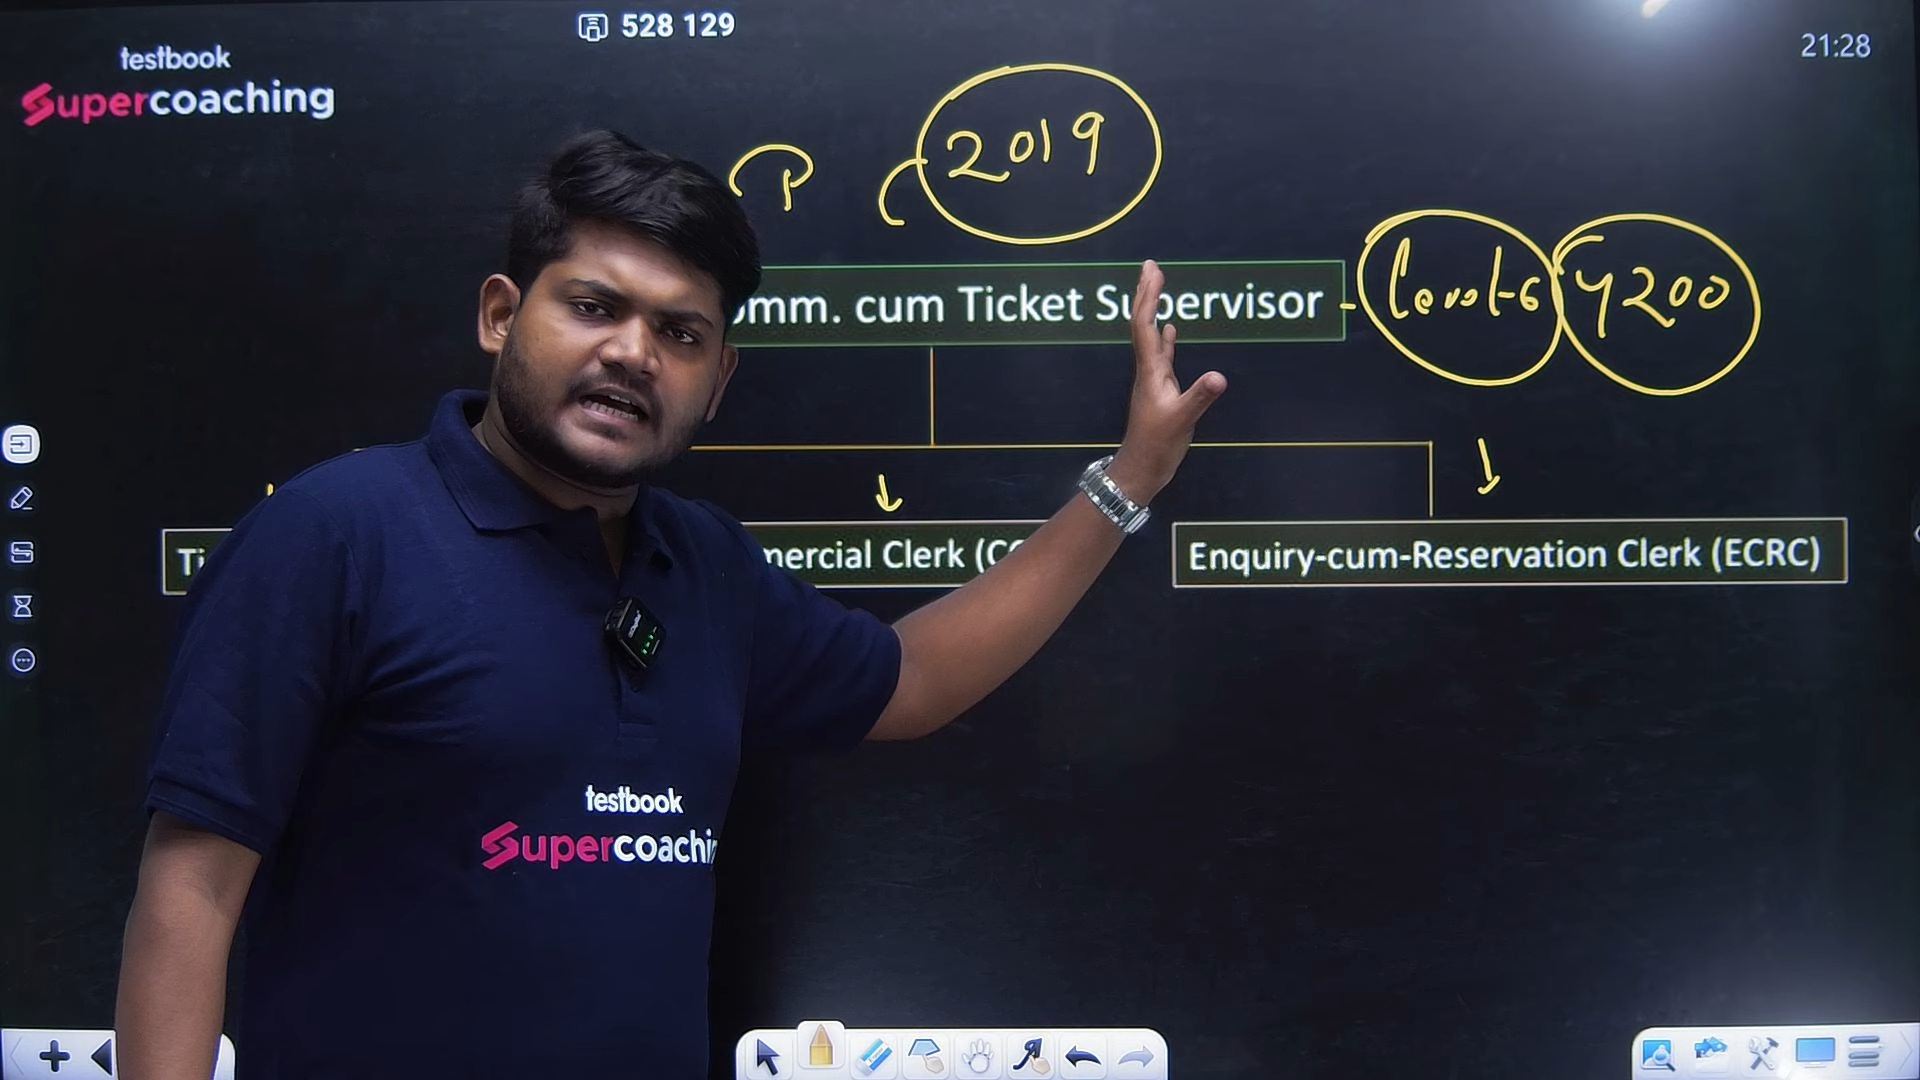 528 129
21:28
testbook
Supercoaching
2019
P
omm. cum Ticket Supervisor
Level-6
4200
Ti
mercial Clerk (C
Enquiry-cum-Reservation Clerk (ECRC)
testbook
Supercoachin